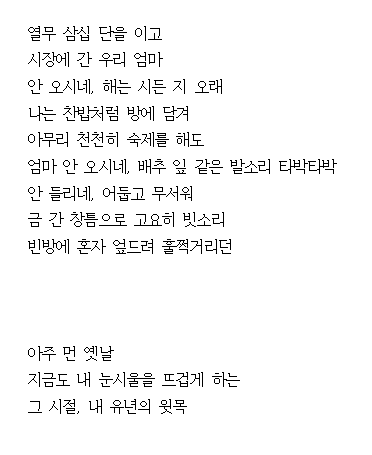 열무 삼십 단을 이고
시장에 간 우리 엄마
안 오시네, 해는 시든 지 오래
나는 찬밥처럼 방에 담겨
아무리 천천히 숙제를 해도
엄마 안 오시네, 배추 잎 같은 발소리 타박타박
안 들리네, 어둡고 무서워
금 간 창틈으로 고요히 빗소리
빈방에 혼자 엎드려 훌쩍거리던
아주 먼 옛날
지금도 내 눈시울을 뜨겁게 하는
그 시절, 내 유년의 윗목